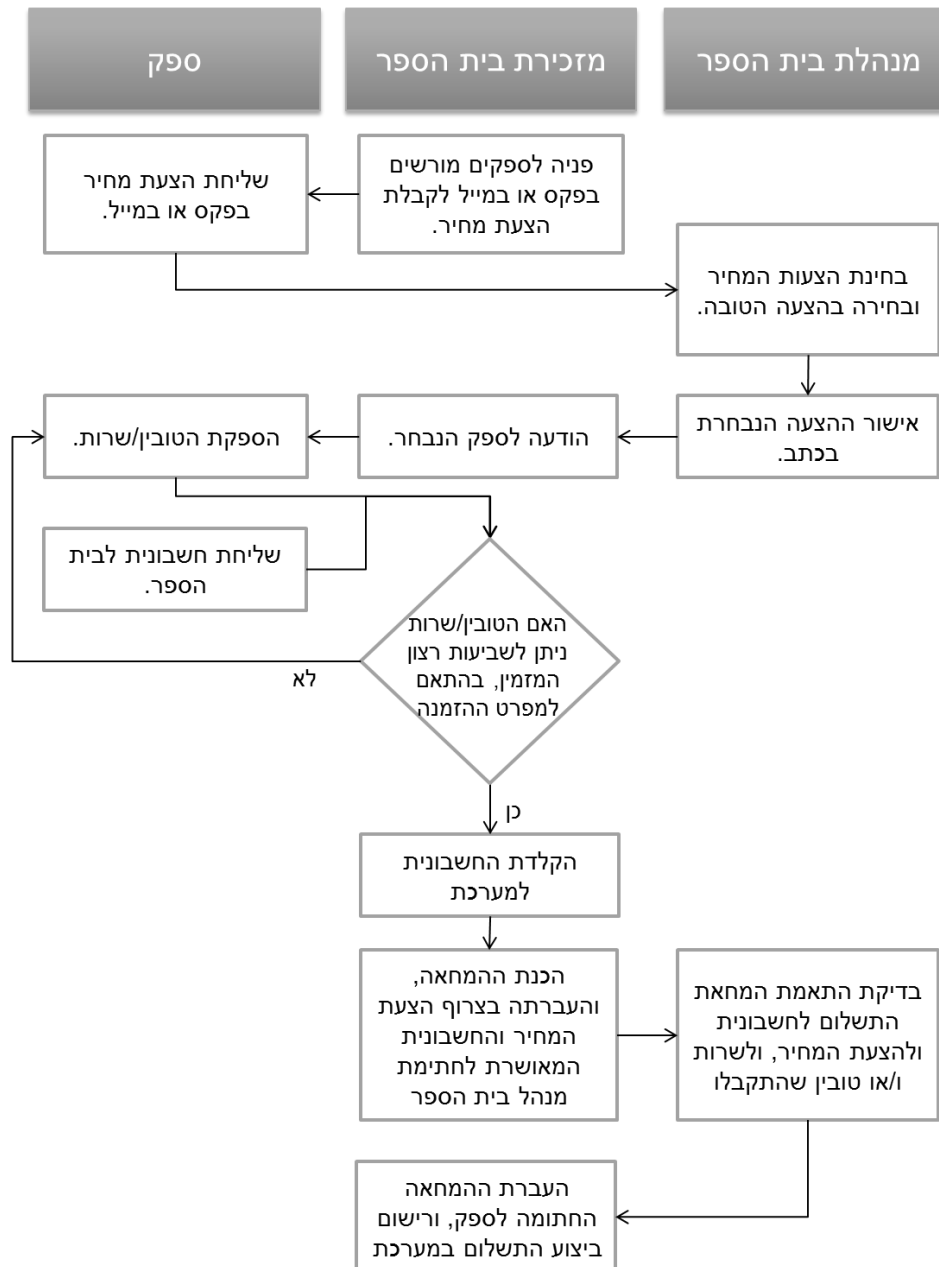 מנהלת בית הספר
מזכירת בית הספר
ספק
פניה לספקים מורשים
בפקס או במייל לקבלת
הצעת מחיר.
שליחת הצעת מחיר
בפקס או במייל.
בחינת הצעות המחיר
ובחירה בהצעה הטובה.
אישור ההצעה הנבחרת
בכתב.
הודעה לספק הנבחר.
הספקת הטובין/שרות.
שליחת חשבונית לבית
הספר.
האם הטובין/שרות
ניתן לשביעות רצון
המזמין, בהתאם
למפרט ההזמנה
לא
כן
הקלדת החשבונית
למערכת
הכנת ההמחאה,
והעברתה בצרוף הצעת
המחיר והחשבונית
המאושרת לחתימת
מנהל בית הספר
בדיקת התאמת המחאת
התשלום לחשבונית
ולהצעת המחיר, ולשרות
ו/או טובין שהתקבלו
העברת ההמחאה
החתומה לספק, ורישום
ביצוע התשלום במערכת